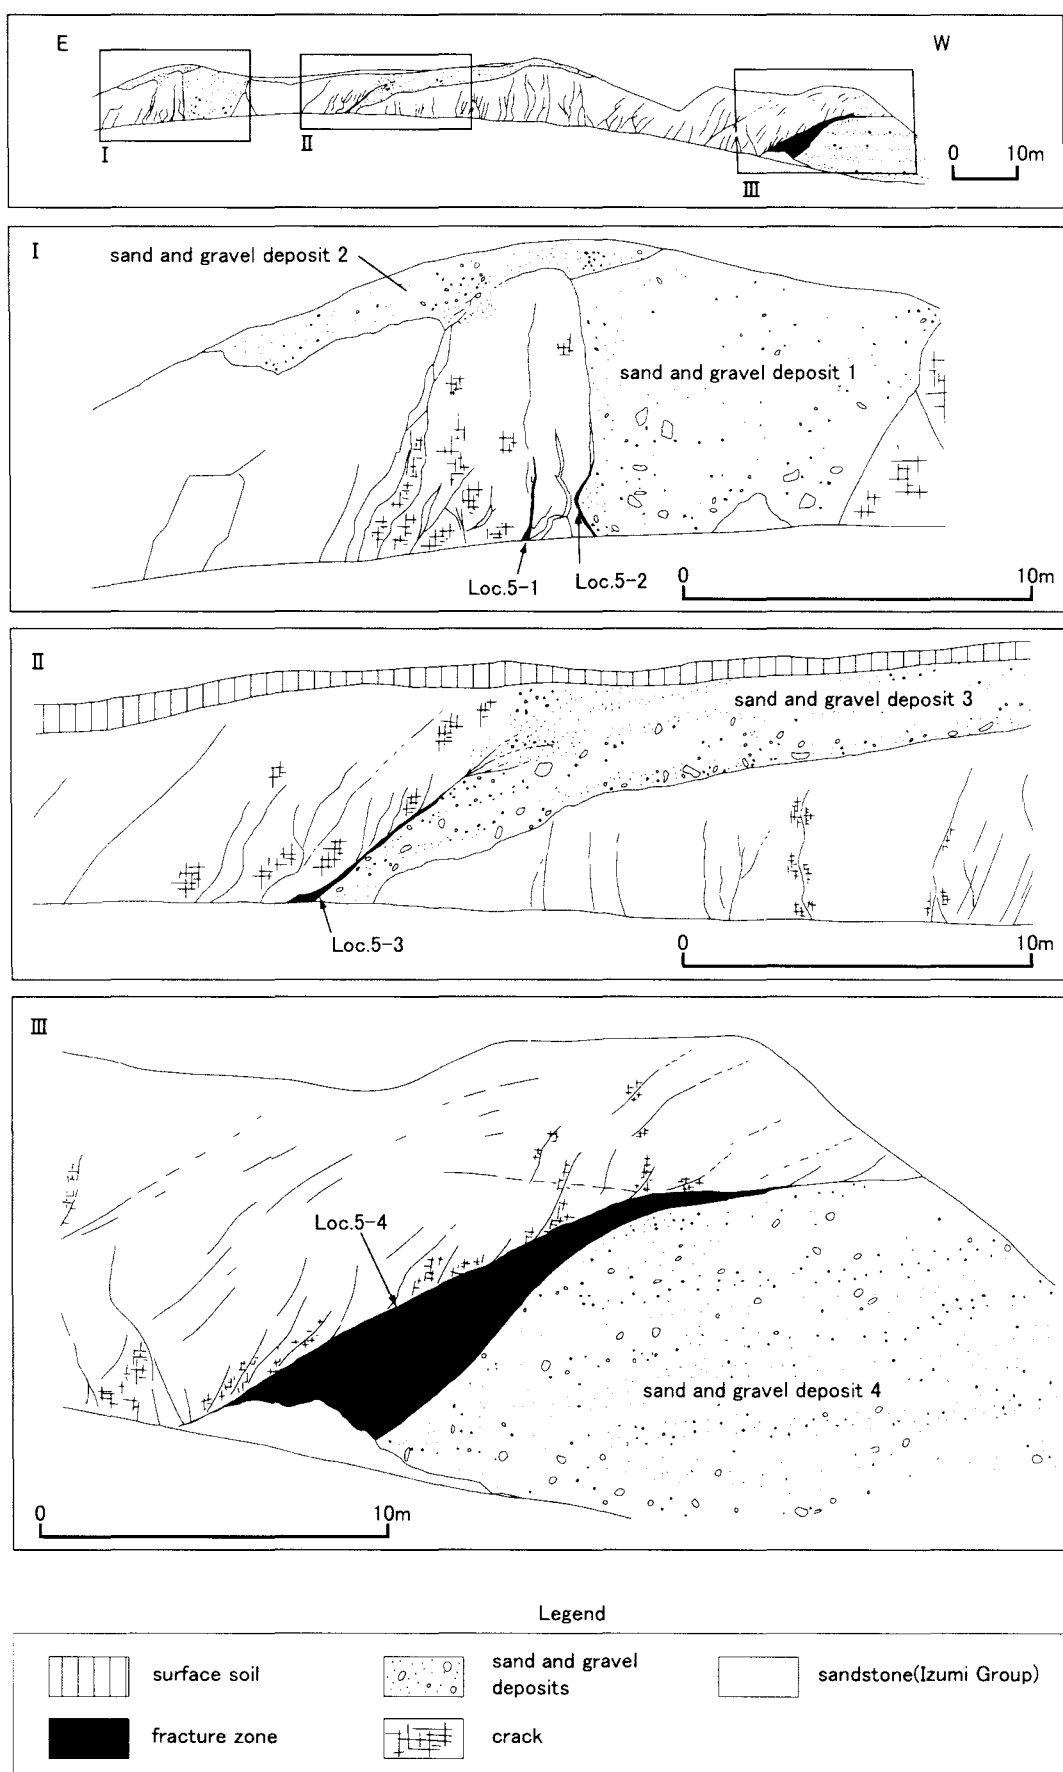 E
W
I
II
III
0 10m
I
sand and gravel deposit 2
sand and gravel deposit 1
Loc.5-1
Loc.5-2
0 10m
II
sand and gravel deposit 3
Loc.5-3
0 10m
III
Loc.5-4
sand and gravel deposit 4
0 10m
Legend
surface soil
sand and gravel
deposits
sandstone(Izumi Group)
fracture zone
crack